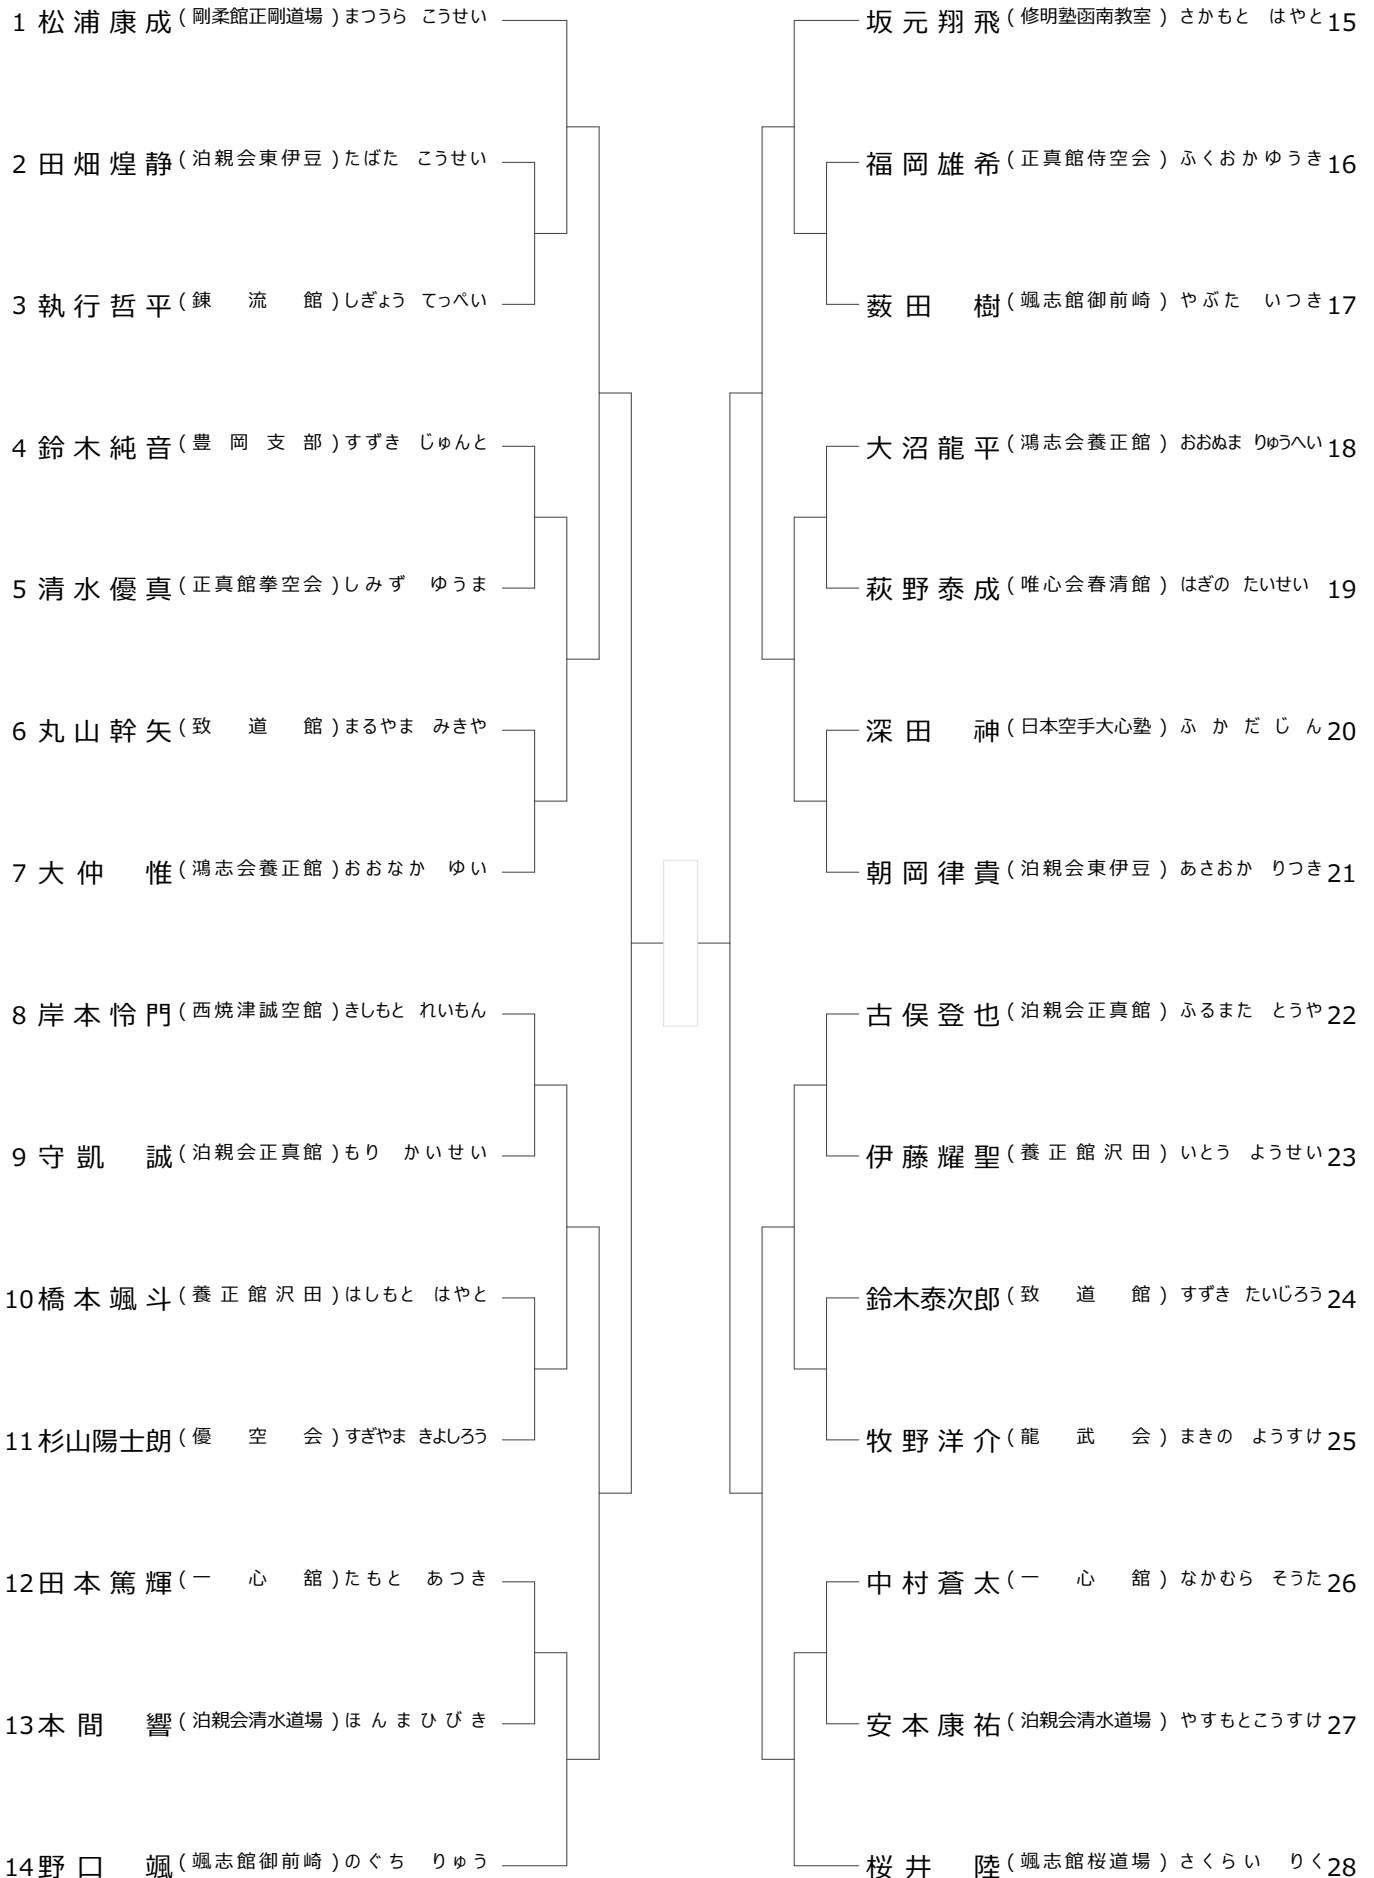 1 松浦康成 (剛柔館正剛道場) まつうら こうせい
2 田畑煌静 (泊親会東伊豆) たばた こうせい
3 執行哲平 (錬流館) しぎょう てっぺい
4 鈴木純音 (豊岡支部) すずき じゅんと
5 清水優真 (正真館拳空会) しみず ゆうま
6 丸山幹矢 (致道館) まるやま みきや
7 大仲 惟 (鴻志会養正館) おおなか ゆい
8 岸本怜門 (西焼津誠空館) きしもと れいもん
9 守凱 誠 (泊親会正真館) もり かいせい
10 橋本颯斗 (養正館沢田) はしもと はやと
11 杉山陽士朗 (優空会) すぎやま きよしろう
12 田本篤輝 (一心舘) たもと あつき
13 本間 響 (泊親会清水道場) ほんまひびき
14 野口 颯 (颯志館御前崎) のぐち りゅう
坂元翔飛 (修明塾函南教室) さかもと はやと 15
福岡雄希 (正真館侍空会) ふくおかゆうき 16
薮田 樹 (颯志館御前崎) やぶた いつき 17
大沼龍平 (鴻志会養正館) おおぬま りゅうへい 18
萩野泰成 (唯心会春清館) はぎの たいせい 19
深田 神 (日本空手大心塾) ふかだじん 20
朝岡律貴 (泊親会東伊豆) あさおか りつき 21
古俣登也 (泊親会正真館) ふるまた とうや 22
伊藤耀聖 (養正館沢田) いとう ようせい 23
鈴木泰次郎 (致道館) すずき たいじろう 24
牧野洋介 (龍武会) まきの ようすけ 25
中村蒼太 (一心舘) なかむら そうた 26
安本康祐 (泊親会清水道場) やすもとこうすけ 27
桜井 陸 (颯志館桜道場) さくらい りく 28